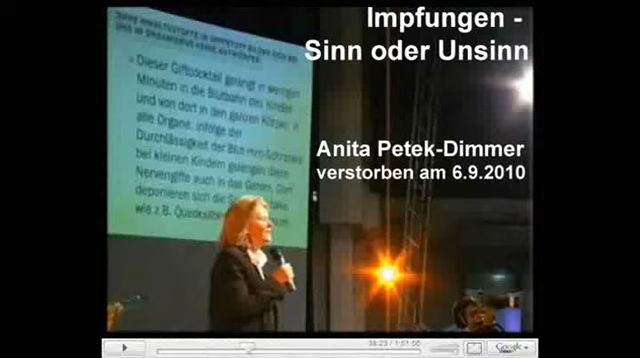 Impfungen -
Sinn oder Unsinn
Anita Petek-Dimmer
verstorben am 6.9.2010
Dieser Giftcocktail gelangt in wenigen
Minuten in die Blutbahn des Kindes
und von dort in den ganzen Körper, in
alle Organe, infolge der
Durchlässigkeit der Blut-Hirn-Schranke
bei kleinen Kindern gelangen diese
Nervengifte auch in das Gehirn. Dort
deponieren sich die
wie z.B.
Google